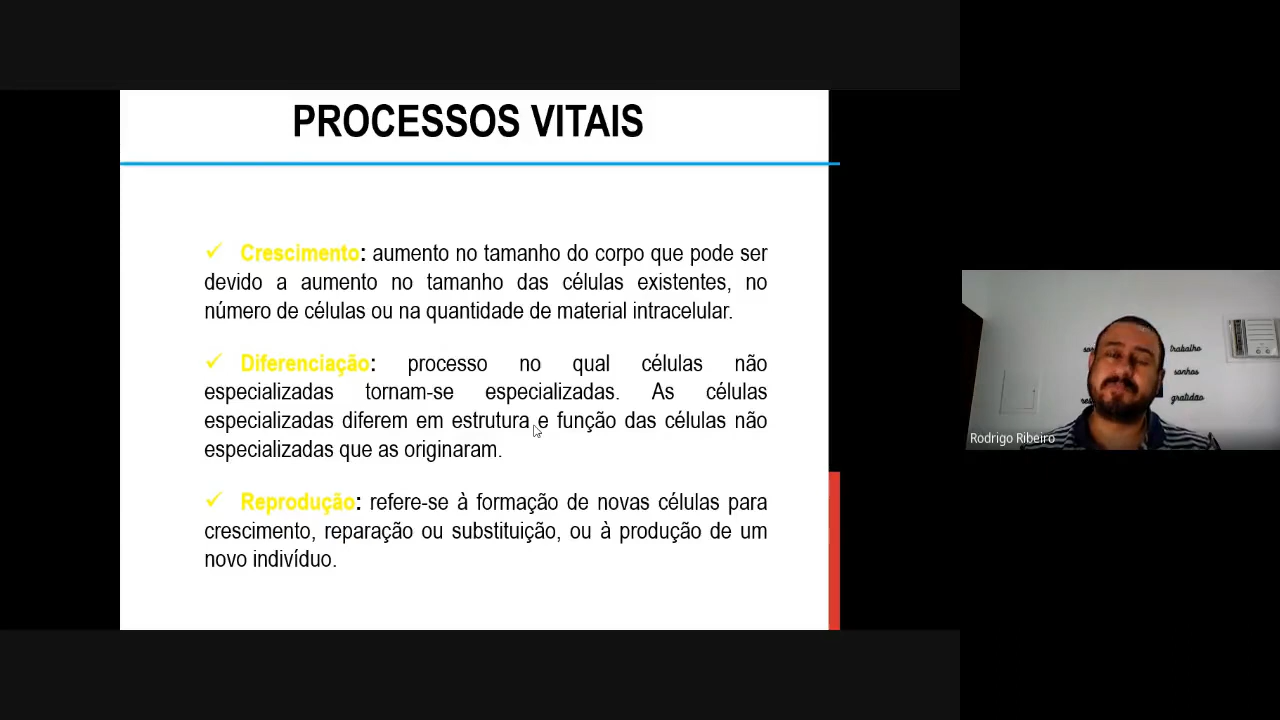 PROCESSOS VITAIS
✓ Crescimento: aumento no tamanho do corpo que pode ser
devido a aumento no tamanho das células existentes, no
número de células ou na quantidade de material intracelular.
✓ Diferenciação: processo no qual células não
especializadas tornam-se especializadas. As células
especializadas diferem em estrutura e função das células não
especializadas que as originaram.
✓ Reprodução: refere-se à formação de novas células para
crescimento, reparação ou substituição, ou à produção de um
novo indivíduo.
trabalho
sonhos
gratidão
Rodrigo Ribeiro